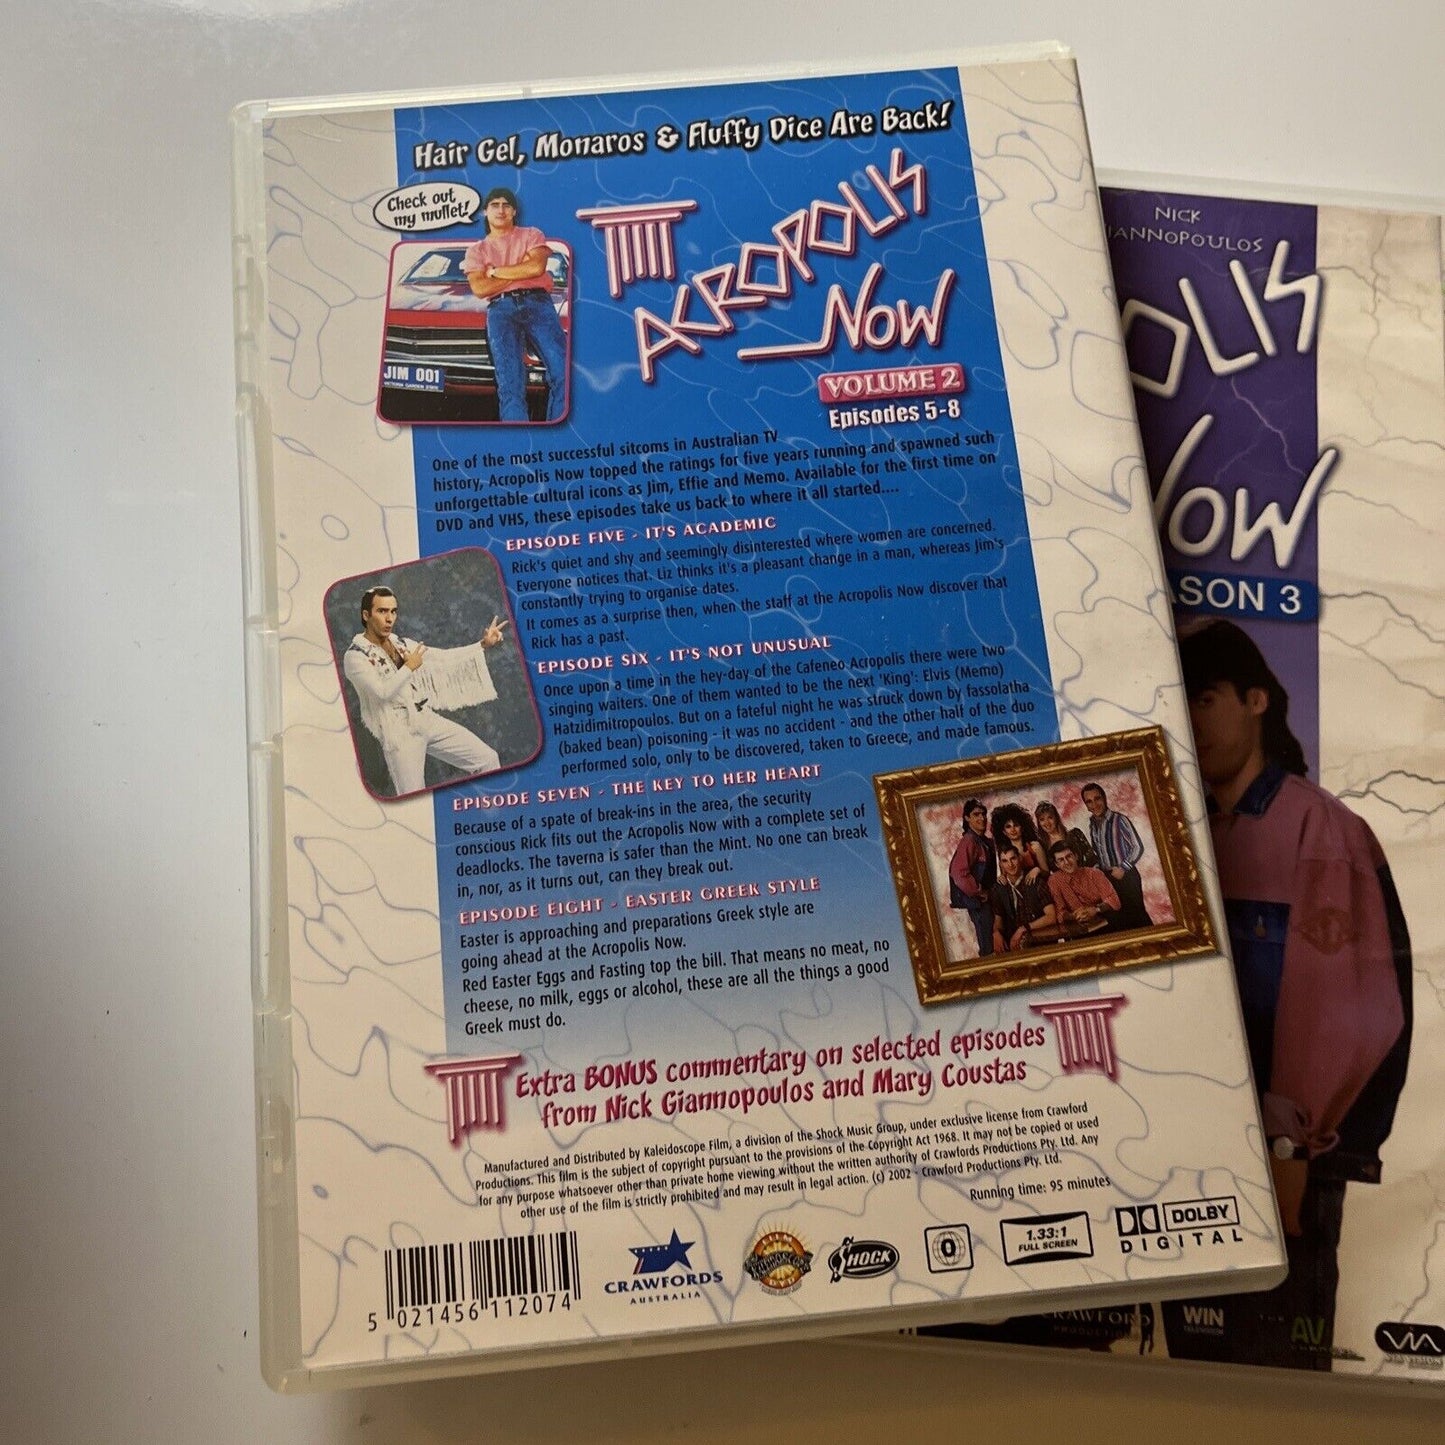 Hair Gel, Monaros & Fluffy Dice Are Back!
Check out
my mullet!
JIM 001
ACROPOLIS
NOW
VOLUME 2
Episodes 5-8
One of the most successful sitcoms in Australian TV
history, Acropolis Now topped the ratings for five years running and spawned such
unforgettable cultural icons as Jim, Effie and Memo. Available for the first time on
DVD and VHS, these episodes take us back to where it all started....
EPISODE FIVE - IT'S ACADEMIC
Rick's quiet and shy and seemingly disinterested where women are concerned.
Everyone notices that. Liz thinks it's a pleasant change in a man, whereas Jim's
constantly trying to organise dates.
It comes as a surprise then, when the staff at the Acropolis Now discover that
Rick has a past.
EPISODE SIX - IT'S NOT UNUSUAL
Once upon a time in the hey-day of the Cafeneo Acropolis there were two
singing waiters. One of them wanted to be the next 'King': Elvis (Memo)
Hatzidimitropoulos. But on a fateful night he was struck down by fassolatha
(baked bean) poisoning - it was no accident - and the other half of the duo
performed solo, only to be discovered, taken to Greece, and made famous.
EPISODE SEVEN - THE KEY TO HER HEART
Because of a spate of break-ins in the area, the security
conscious Rick fits out the Acropolis Now with a complete set of
deadlocks. The taverna is safer than the Mint. No one can break
in, nor, as it turns out, can they break out.
EPISODE EIGHT - EASTER GREEK STYLE
Easter is approaching and preparations Greek style are
going ahead at the Acropolis Now.
Red Easter Eggs and Fasting top the bill. That means no meat, no
cheese, no milk, eggs or alcohol, these are all the things a good
Greek must do.
Extra BONUS commentary on selected episodes
from Nick Giannopoulos and Mary Coustas
Manufactured and Distributed by Kaleidoscope Film, a division of the Shock Music Group, under exclusive license from Crawford
Productions. This film is the subject of copyright pursuant to the provisions of the Copyright Act 1968. It may not be copied or used
for any purpose whatsoever other than private home viewing without the written authority of Crawfords Productions Pty. Ltd. Any
other use of the film is strictly prohibited and may result in legal action. (c) 2002 - Crawford Productions Pty. Ltd.
Running time: 95 minutes
5 021456 112074
CRAWFORDS
AUSTRALIA
SHOCK
0
1.33:1
FULL SCREEN
DOLBY
DIGITAL
NICK
IANNOPOULOS
OLIS
NOW
ASON 3
CRAWFORD
WIN
TELEVISION
THE AV
VIA